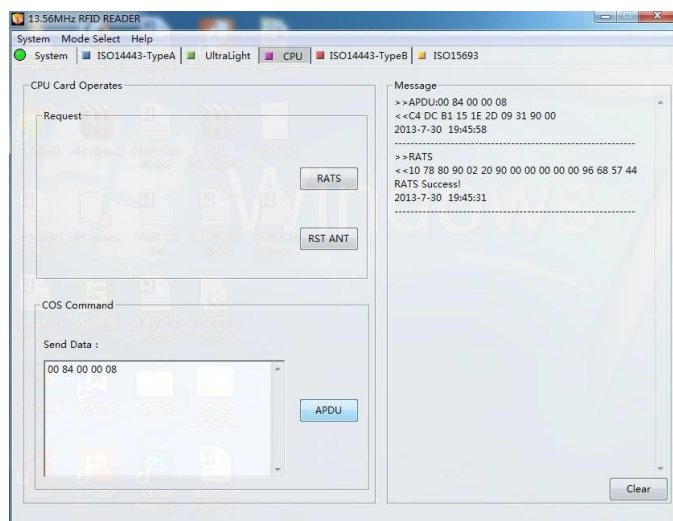 13.56MHz RFID READER
System Mode Select Help
System ISO14443-TypeA UltraLight CPU ISO14443-TypeB ISO15693
CPU Card Operates
Request
RATS
RST ANT
COS Command
Send Data :
00 84 00 00 08
APDU
Message
>>APDU:00 84 00 00 08
<<C4 DC B1 15 1E 2D 09 31 90 00
2013-7-30 19:45:58
------------------------------------------------------------
>>RATS
<<10 78 80 90 02 20 90 00 00 00 00 00 96 68 57 44
RATS Success!
2013-7-30 19:45:31
------------------------------------------------------------
Clear
Windows